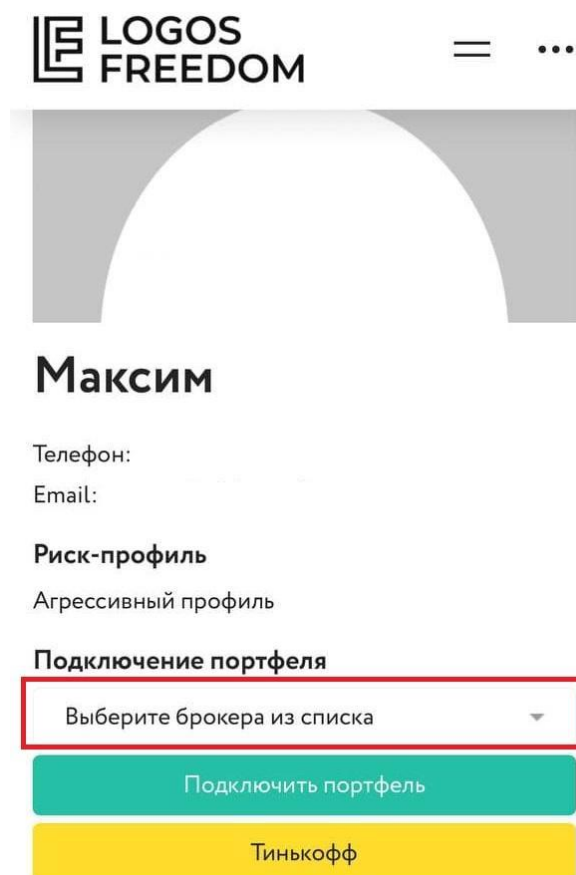 LOGOS
FREEDOM
Максим
Телефон:
Email:
Риск-профиль
Агрессивный профиль
Подключение портфеля
Выберите брокера из списка
Подключить портфель
Тинькофф